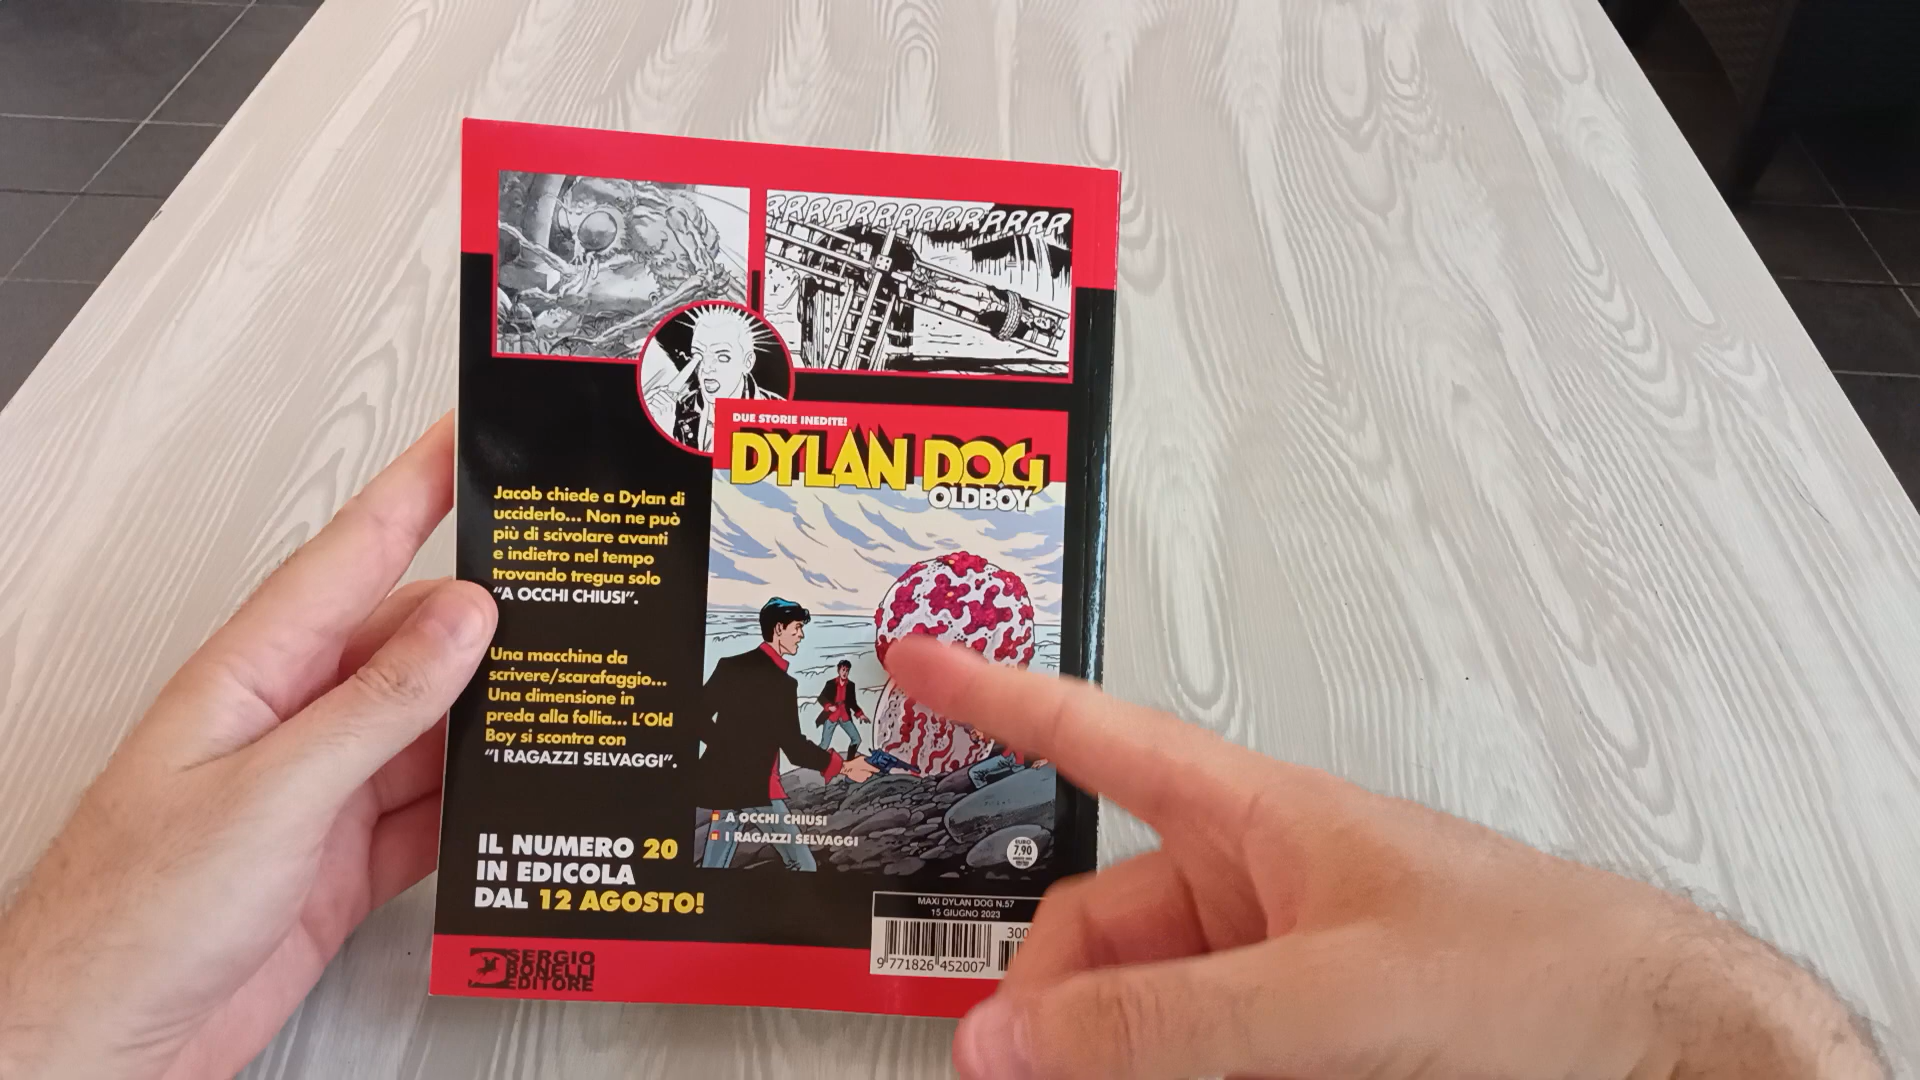 RRRRRRRRRRRRRR
DUE STORIE INEDITE!
DYLAN DOG
OLDBOY
Jacob chiede a Dylan di
ucciderlo... Non ne può
più di scivolare avanti
e indietro nel tempo
trovando tregua solo
"A OCCHI CHIUSI".
Una macchina da
scrivere/scarafaggio...
Una dimensione in
preda alla follia... L'Old
Boy si scontra con
"I RAGAZZI SELVAGGI".
A OCCHI CHIUSI
I RAGAZZI SELVAGGI
EURO
7,90
IL NUMERO 20
IN EDICOLA
DAL 12 AGOSTO!
MAXI DYLAN DOG N.57
15 GIUGNO 2023
300
9 771826 452007
SERGIO
BONELLI
EDITORE